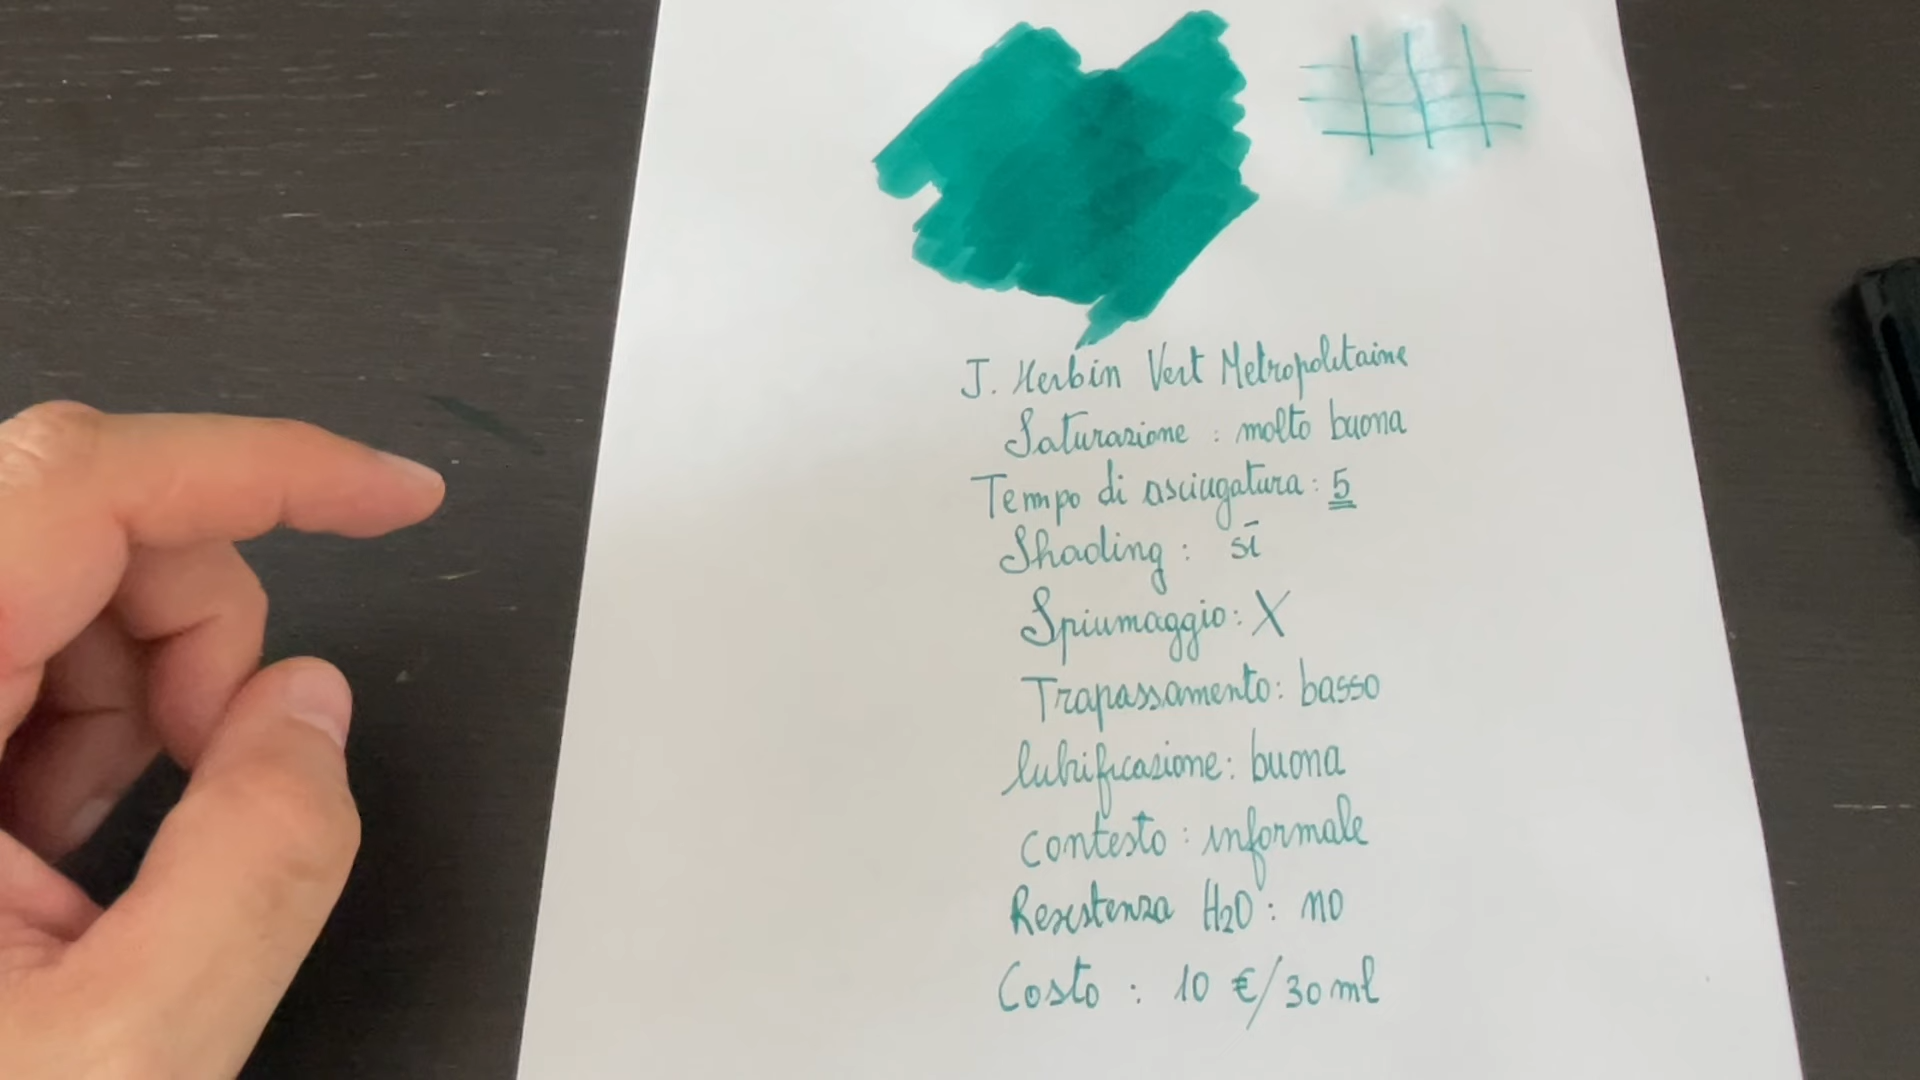 J. Herbin Vert Metropolitaine
Saturazione : molto buona
Tempo di asciugatura : 5
Shading : sì
Spiumaggio : X
Trapassamento : basso
lubrificazione : buona
contesto : informale
Resistenza H2O : no
Costo : 10 €/30 ml